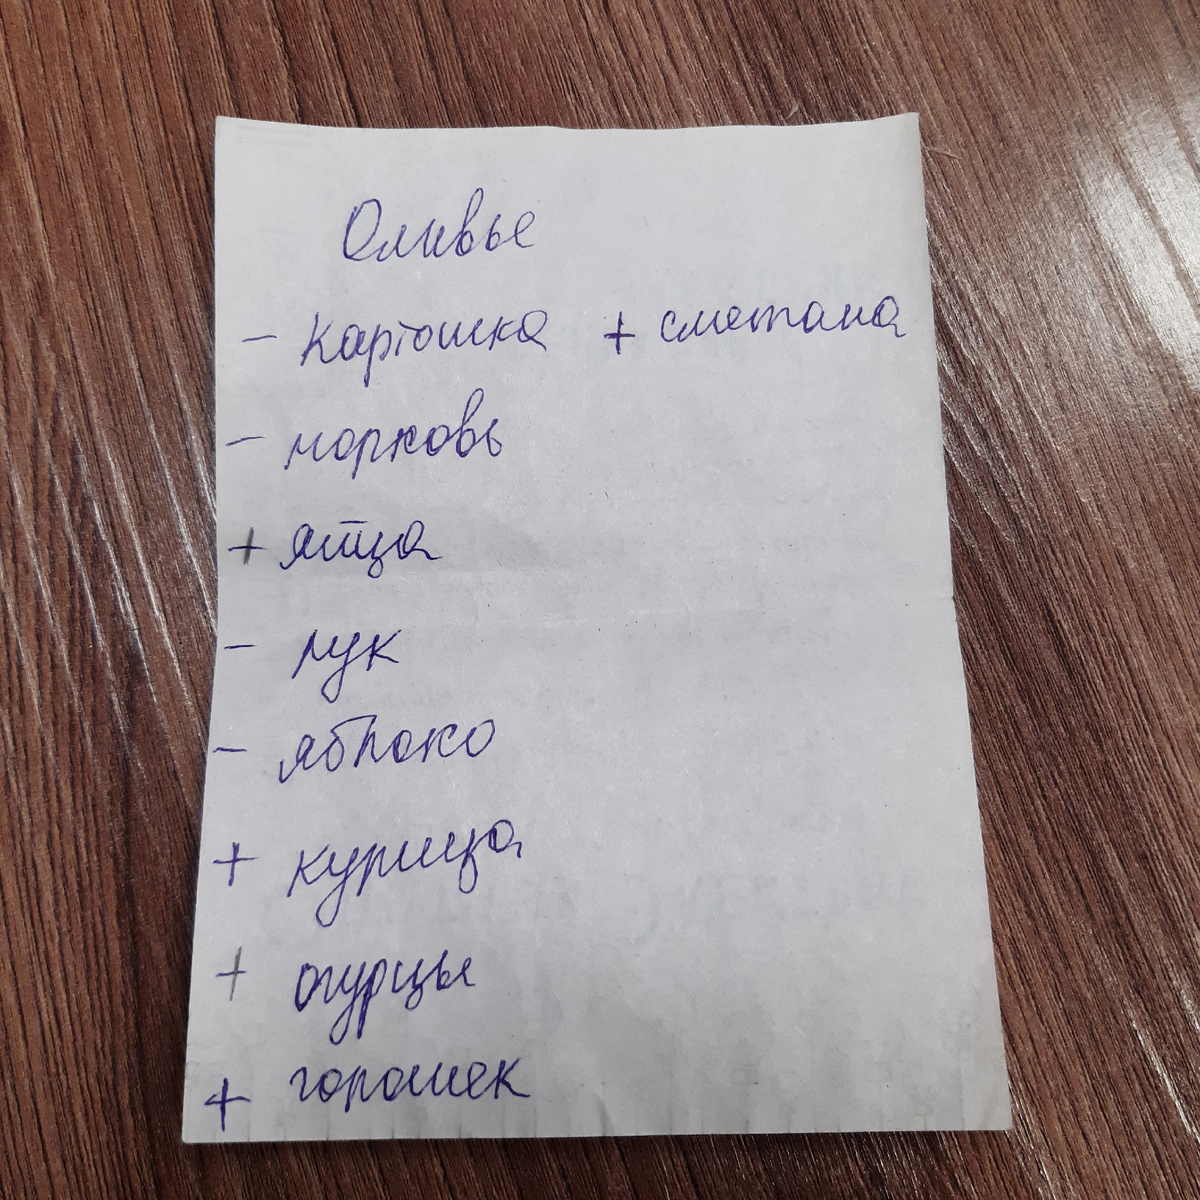 Оливье
- Картошка + сметана
- морковь
+ яйца
- лук
- яблоко
+ курица
+ огурцы
+ горошек